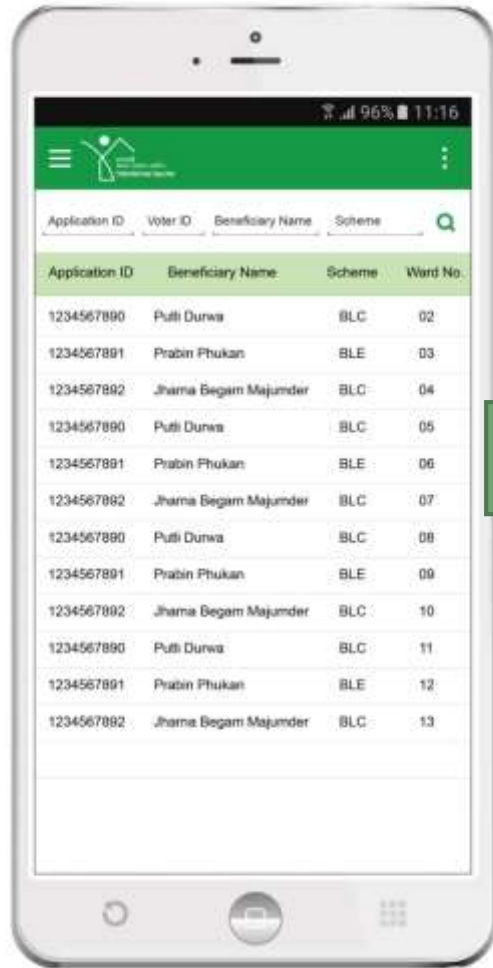 96% 11:16
Application ID Voter ID Beneficiary Name Scheme
Application ID Beneficiary Name Scheme Ward No.
1234567890 Putli Durwa BLC 02
1234567891 Prabin Phukan BLE 03
1234567892 Jharna Begam Majumder BLC 04
1234567890 Putli Durwa BLC 05
1234567891 Prabin Phukan BLE 06
1234567892 Jharna Begam Majumder BLC 07
1234567890 Putli Durwa BLC 08
1234567891 Prabin Phukan BLE 09
1234567892 Jharna Begam Majumder BLC 10
1234567890 Putli Durwa BLC 11
1234567891 Prabin Phukan BLE 12
1234567892 Jharna Begam Majumder BLC 13